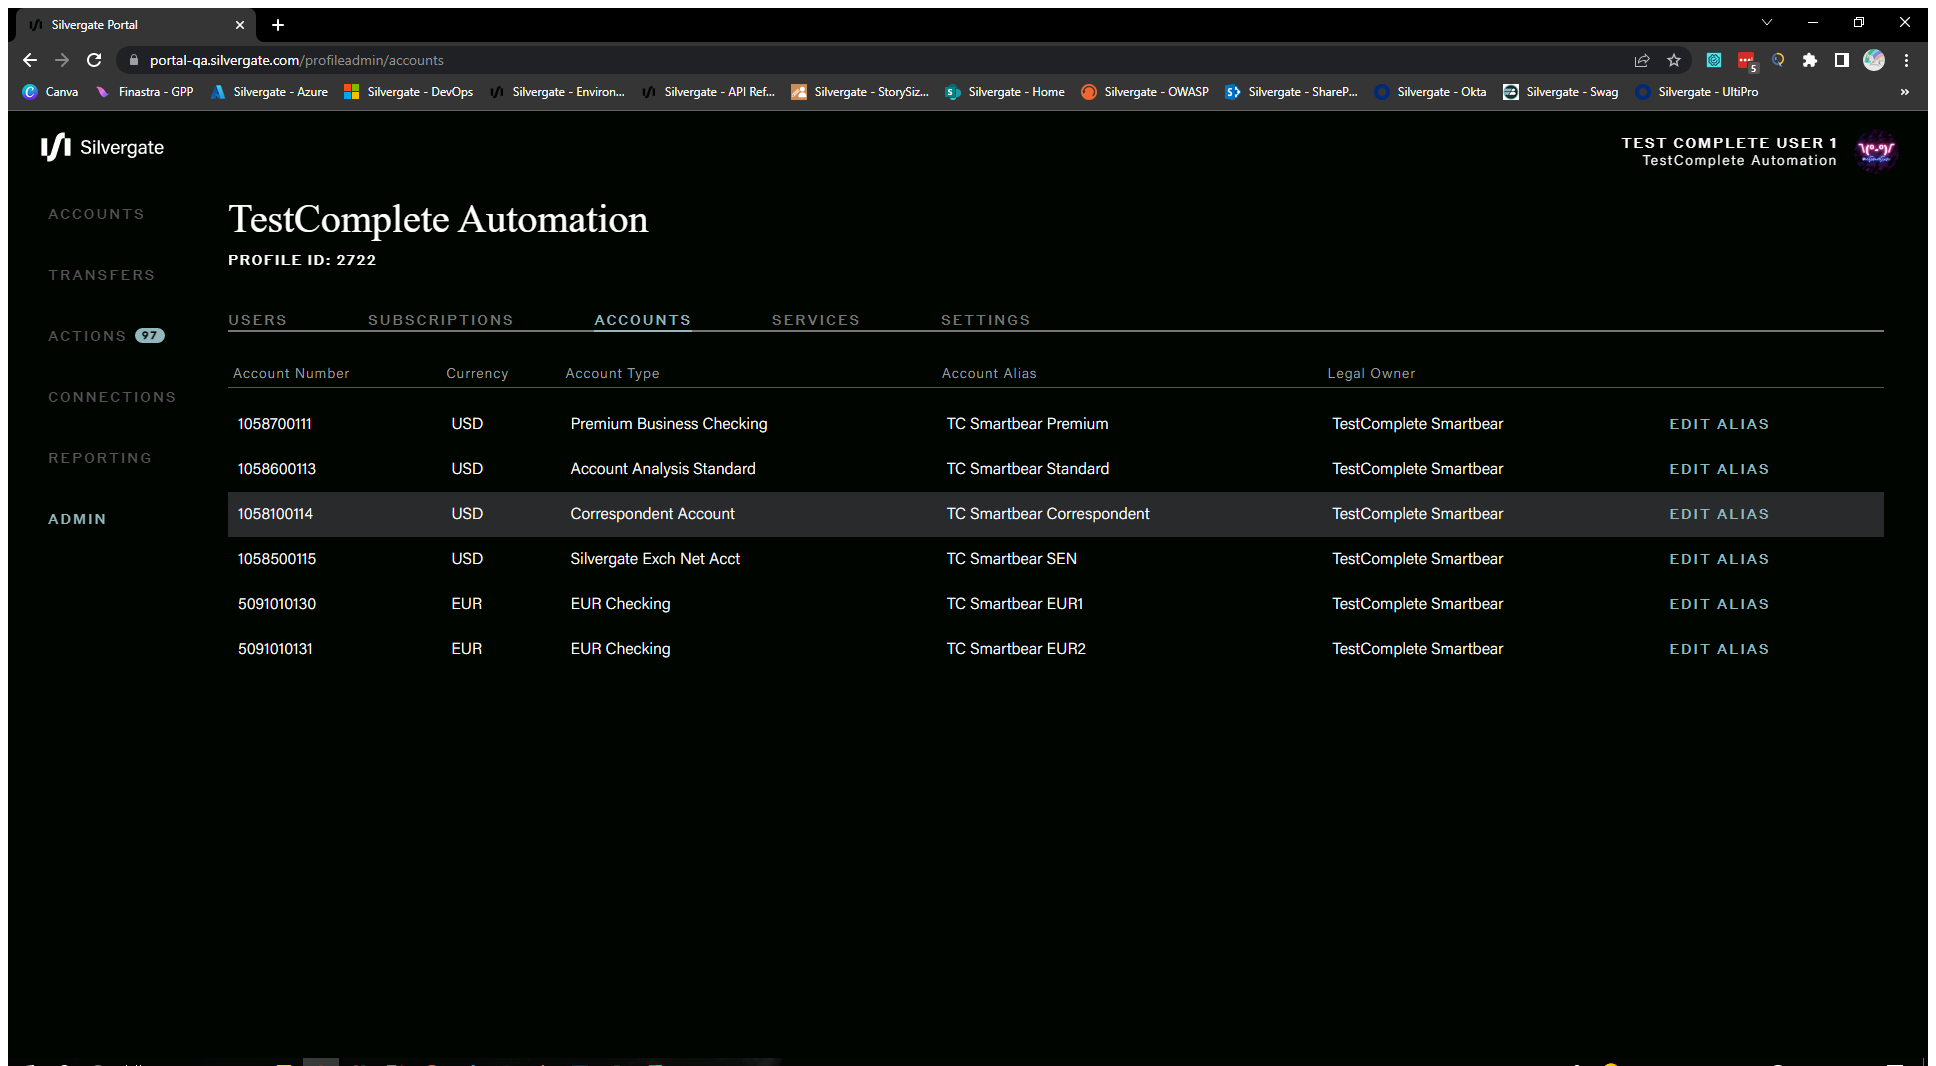 Silvergate Portal
portal-qa.silvergate.com/profileadmin/accounts
5
Canva Finastra - GPP Silvergate - Azure Silvergate - DevOps Silvergate - Environ... Silvergate - API Ref... Silvergate - StorySiz... Silvergate - Home Silvergate - OWASP Silvergate - ShareP... Silvergate - Okta Silvergate - Swag Silvergate - UltiPro »
Silvergate
TEST COMPLETE USER 1
TestComplete Automation
ACCOUNTS
TRANSFERS
ACTIONS 97
CONNECTIONS
REPORTING
ADMIN
TestComplete Automation
PROFILE ID: 2722
USERS SUBSCRIPTIONS ACCOUNTS SERVICES SETTINGS
Account Number Currency Account Type Account Alias Legal Owner
1058700111 USD Premium Business Checking TC Smartbear Premium TestComplete Smartbear EDIT ALIAS
1058600113 USD Account Analysis Standard TC Smartbear Standard TestComplete Smartbear EDIT ALIAS
1058100114 USD Correspondent Account TC Smartbear Correspondent TestComplete Smartbear EDIT ALIAS
1058500115 USD Silvergate Exch Net Acct TC Smartbear SEN TestComplete Smartbear EDIT ALIAS
5091010130 EUR EUR Checking TC Smartbear EUR1 TestComplete Smartbear EDIT ALIAS
5091010131 EUR EUR Checking TC Smartbear EUR2 TestComplete Smartbear EDIT ALIAS